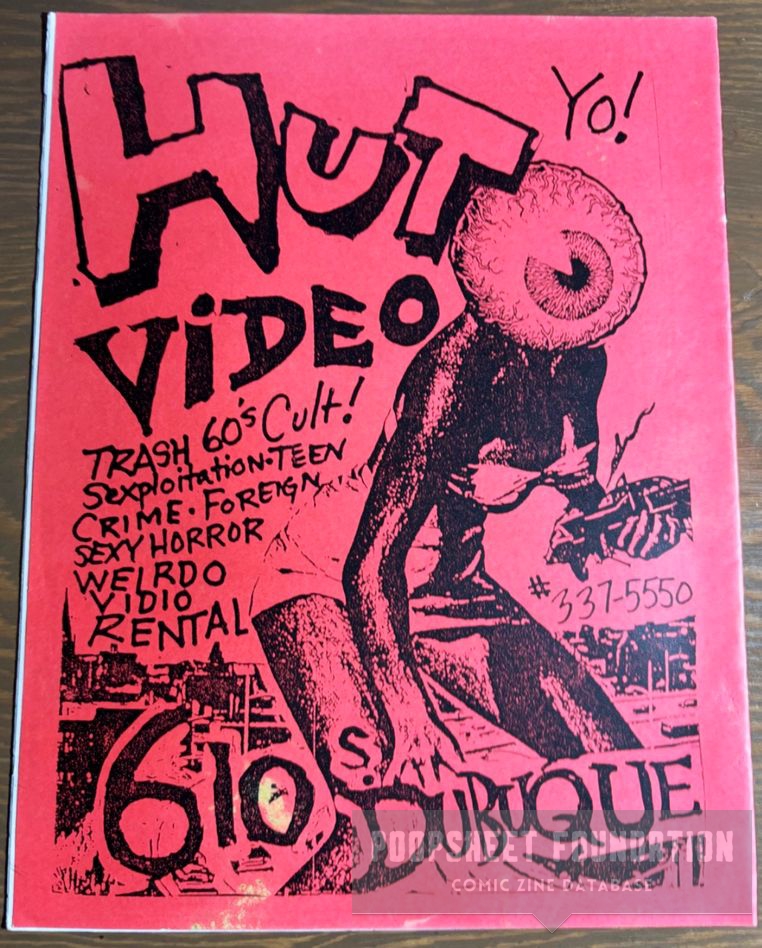 Yo!
HUT
ViDEO
TRASH 60's Cult!
Sexploitation•TEEN
CRIME•FOREIGN
SEXY HORROR
WEIRDO
VIDIO
RENTAL
#337-5550
610 S. DUBUQUE
POOPSHEET FOUNDATION
COMIC ZINE DATABASE